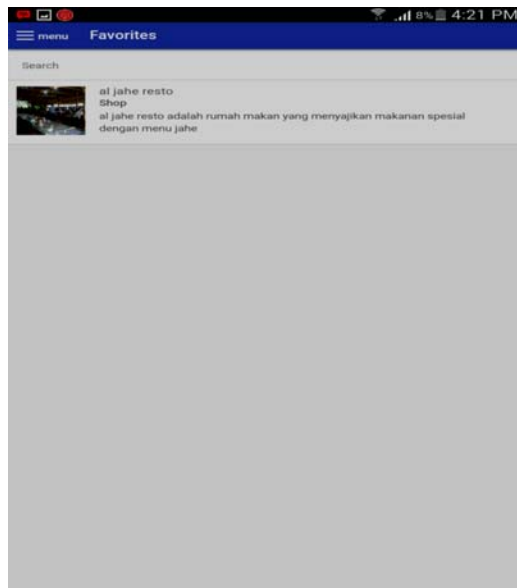 8% 4:21 PM
menu Favorites
Search
al jahe resto
Shop
al jahe resto adalah rumah makan yang menyajikan makanan spesial
dengan menu jahe